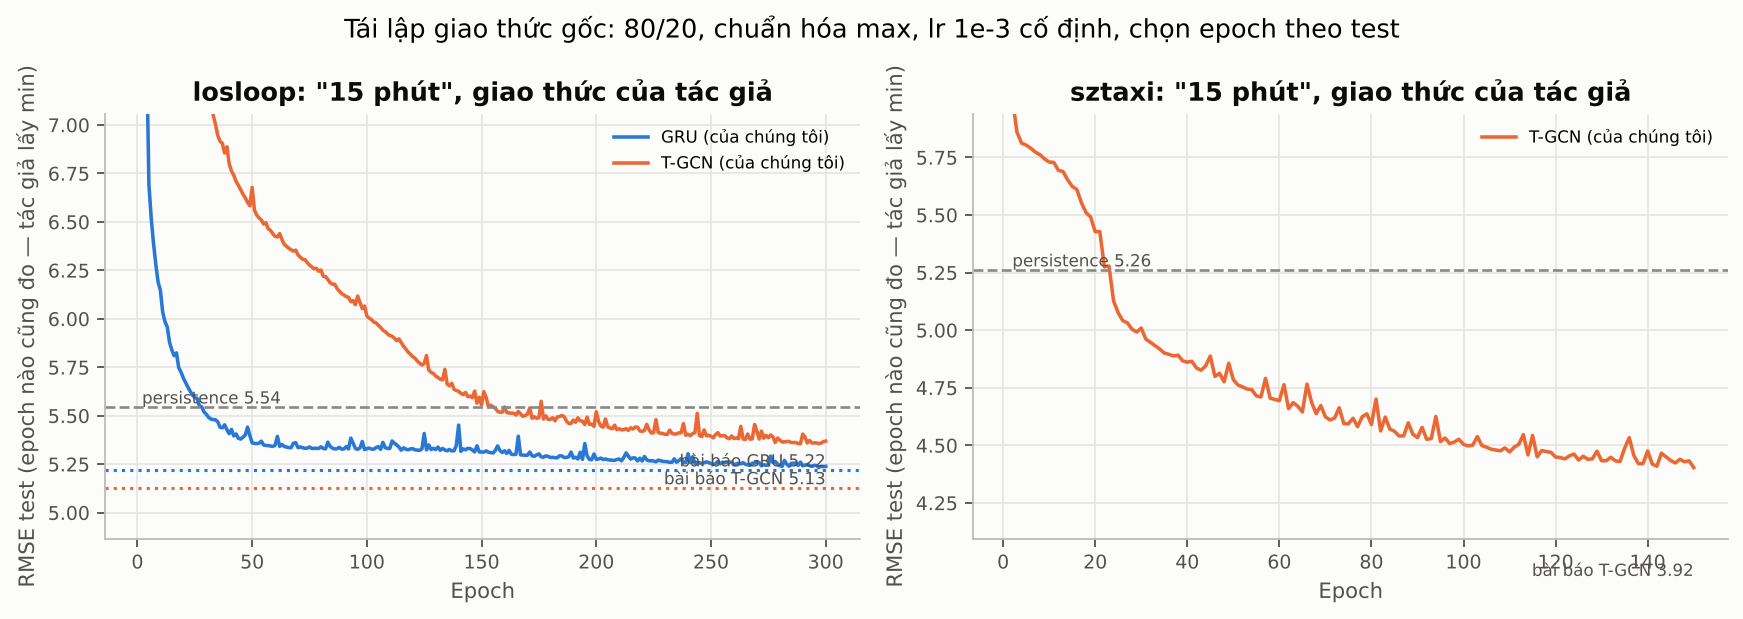 Tái lập giao thức gốc: 80/20, chuẩn hóa max, lr 1e-3 cố định, chọn epoch theo test
losloop: "15 phút", giao thức của tác giả
RMSE test (epoch nào cũng đo — tác giả lấy min)
7.00
6.75
6.50
6.25
6.00
5.75
5.50
5.25
5.00
GRU (của chúng tôi)
T-GCN (của chúng tôi)
persistence 5.54
bài báo GRU 5.22
bài báo T-GCN 5.13
0 50 100 150 200 250 300
Epoch
sztaxi: "15 phút", giao thức của tác giả
RMSE test (epoch nào cũng đo — tác giả lấy min)
5.75
5.50
5.25
5.00
4.75
4.50
4.25
T-GCN (của chúng tôi)
persistence 5.26
0 20 40 60 80 100 120 140
bài báo T-GCN 3.92
Epoch